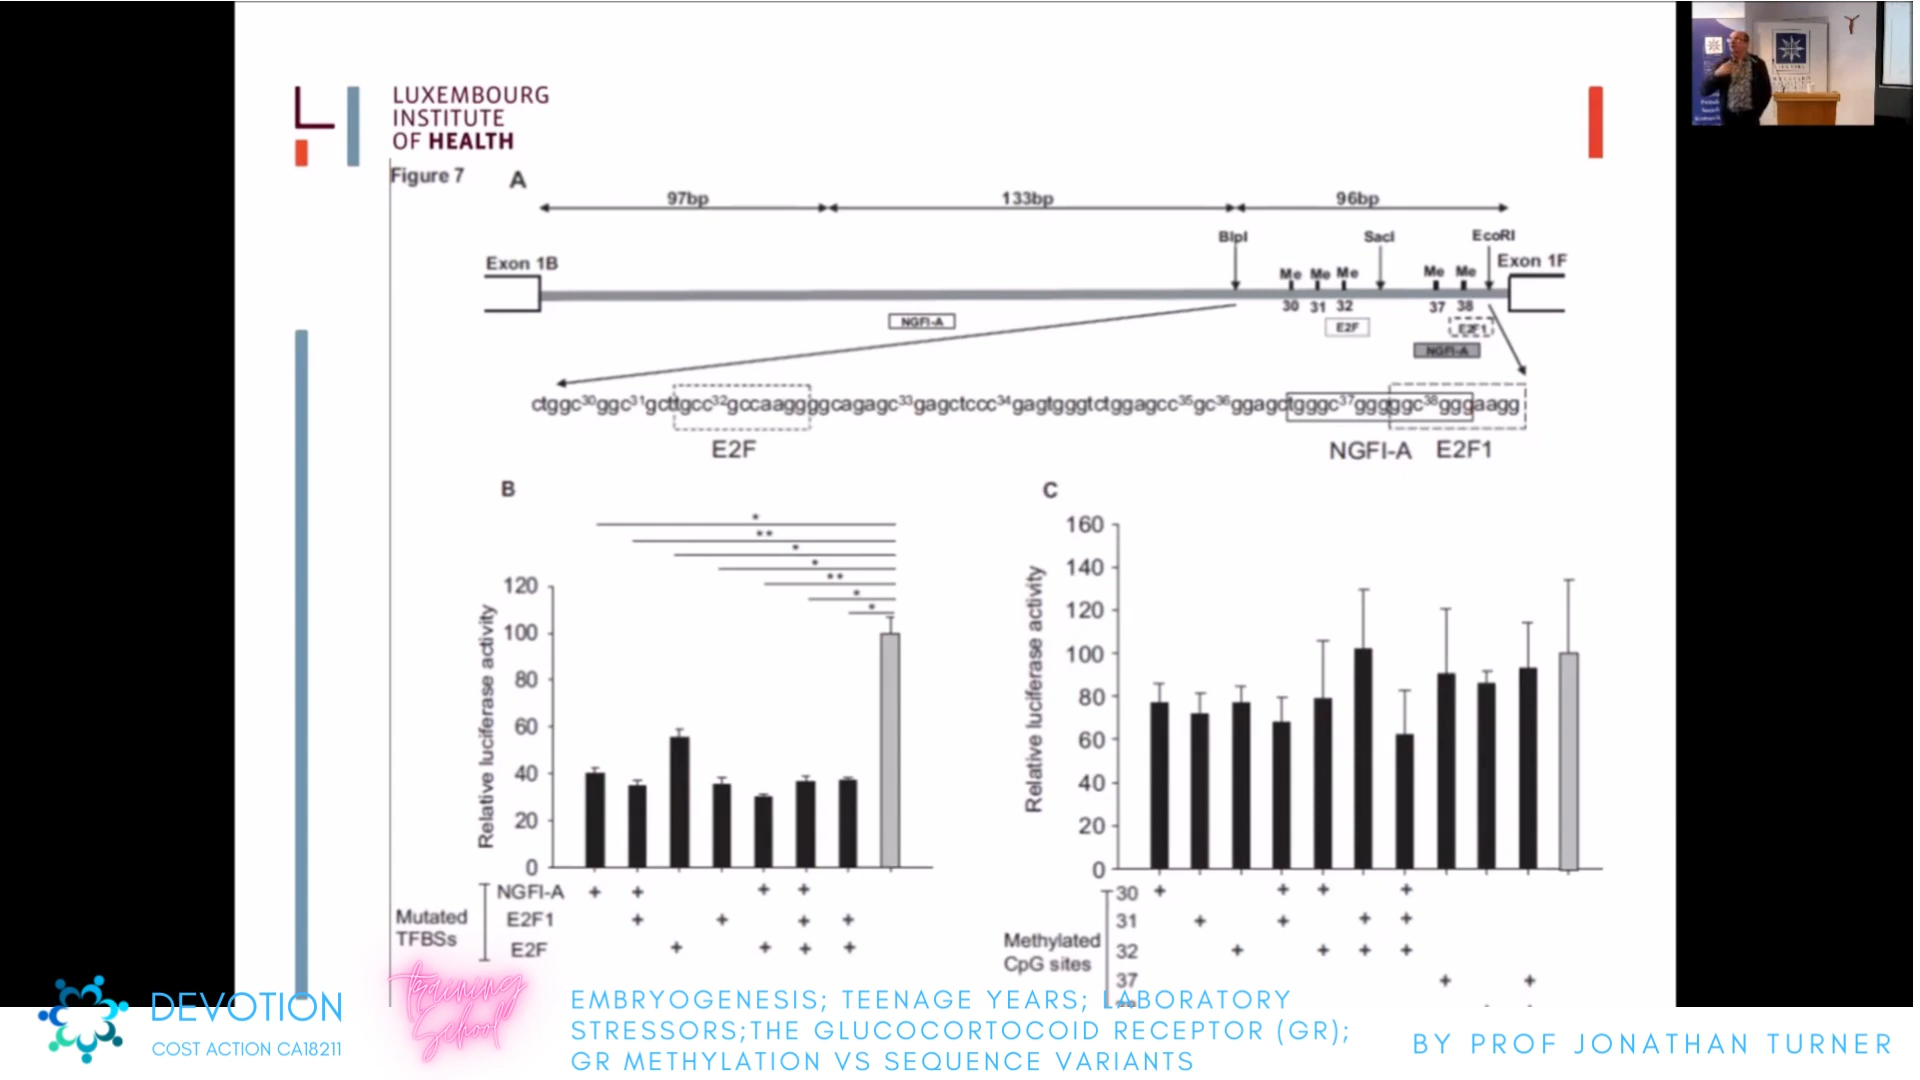 LUXEMBOURG
INSTITUTE
OF HEALTH
Figure 7
A
97bp
133bp
96bp
BlpI
SacI
EcoRI
Exon 1B
Exon 1F
Me Me Me
Me Me
30 31 32
37 38
NGFI-A
E2F
E2F1
NGFI-A
ctggc30ggc31gcttgcc32gccaaggggcagagc33gagctccc34gagtgggtctggagcc35gc36ggagctgggc37ggggggc38gggaagg
E2F
NGFI-A
E2F1
B
*
**
*
*
**
*
*
120
100
80
60
40
20
0
Relative luciferase activity
Mutated
TFBSs
NGFI-A + + + +
E2F1 + + + +
E2F + + + +
C
160
140
120
100
80
60
40
20
0
Relative luciferase activity
Methylated
CpG sites
30 + + + +
31 + + + +
32 + + + +
37 + +
DEVOTION
COST ACTION CA18211
Training
School
EMBRYOGENESIS; TEENAGE YEARS; LABORATORY
STRESSORS;THE GLUCOCORTOCOID RECEPTOR (GR);
GR METHYLATION VS SEQUENCE VARIANTS
BY PROF JONATHAN TURNER